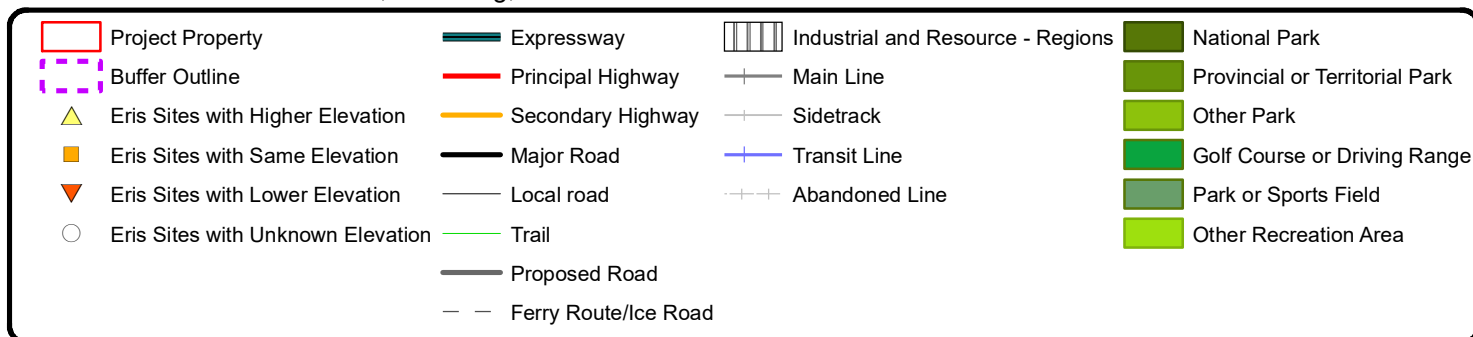 Project Property
Buffer Outline
Eris Sites with Higher Elevation
Eris Sites with Same Elevation
Eris Sites with Lower Elevation
Eris Sites with Unknown Elevation
Expressway
Principal Highway
Secondary Highway
Major Road
Local road
Trail
Proposed Road
Ferry Route/Ice Road
Industrial and Resource - Regions
Main Line
Sidetrack
Transit Line
Abandoned Line
National Park
Provincial or Territorial Park
Other Park
Golf Course or Driving Range
Park or Sports Field
Other Recreation Area